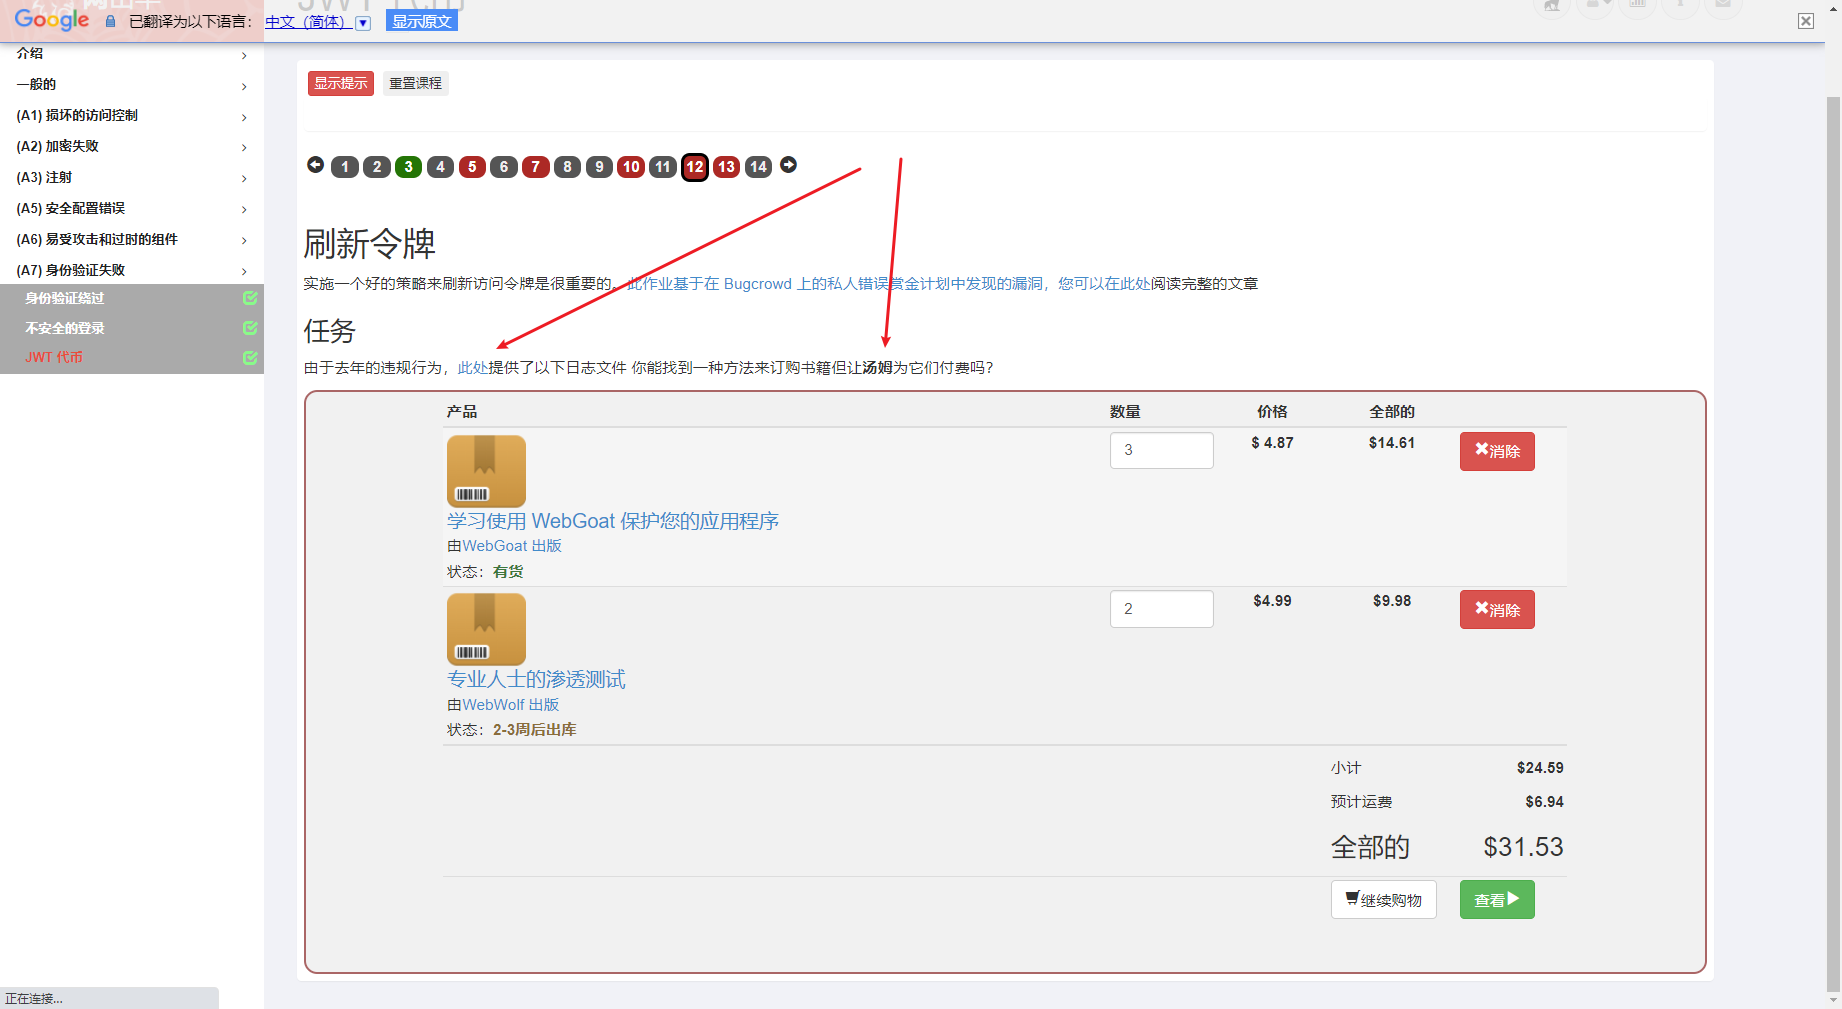 Google 已翻译为以下语言： 中文（简体） 显示原文
介绍
一般的
(A1) 损坏的访问控制
(A2) 加密失败
(A3) 注射
(A5) 安全配置错误
(A6) 易受攻击和过时的组件
(A7) 身份验证失败
身份验证绕过
不安全的登录
JWT 代币
显示提示 重置课程
1 2 3 4 5 6 7 8 9 10 11 12 13 14
刷新令牌
实施一个好的策略来刷新访问令牌是很重要的。此作业基于在 Bugcrowd 上的私人错误赏金计划中发现的漏洞，您可以在此处阅读完整的文章
任务
由于去年的违规行为，此处提供了以下日志文件 你能找到一种方法来订购书籍但让汤姆为它们付费吗？
产品 数量 价格 全部的
3 $ 4.87 $14.61 消除
学习使用 WebGoat 保护您的应用程序
由WebGoat 出版
状态：有货
2 $4.99 $9.98 消除
专业人士的渗透测试
由WebWolf 出版
状态：2-3周后出库
小计 $24.59
预计运费 $6.94
全部的 $31.53
继续购物 查看
正在连接...